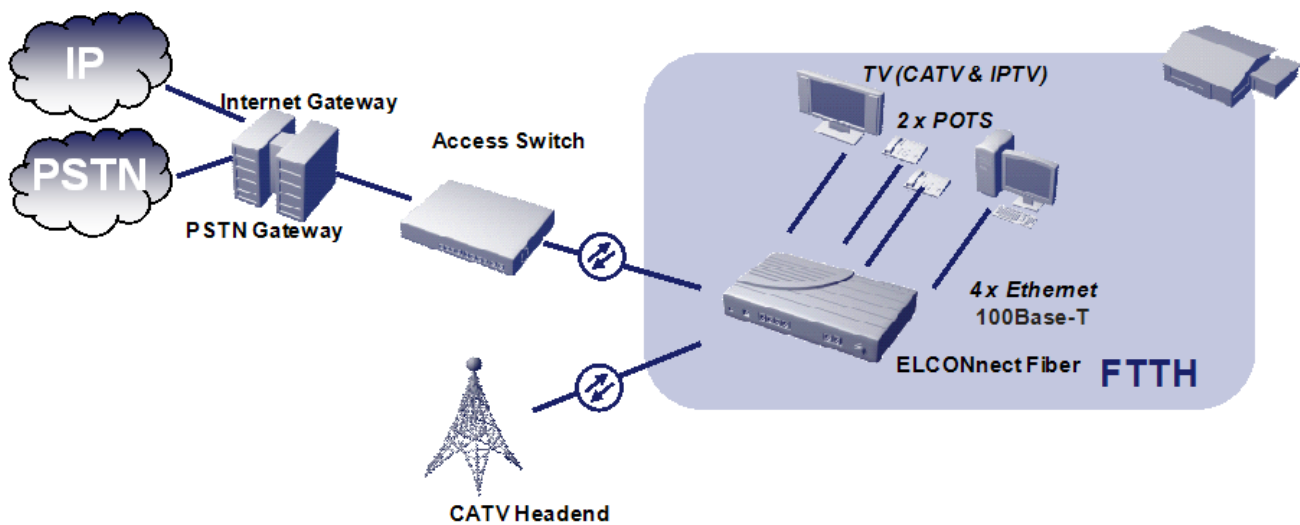 IP
PSTN
Internet Gateway
PSTN Gateway
Access Switch
CATV Headend
TV (CATV & IPTV)
2 x POTS
4 x Ethernet
100Base-T
ELCONnect Fiber
FTTH